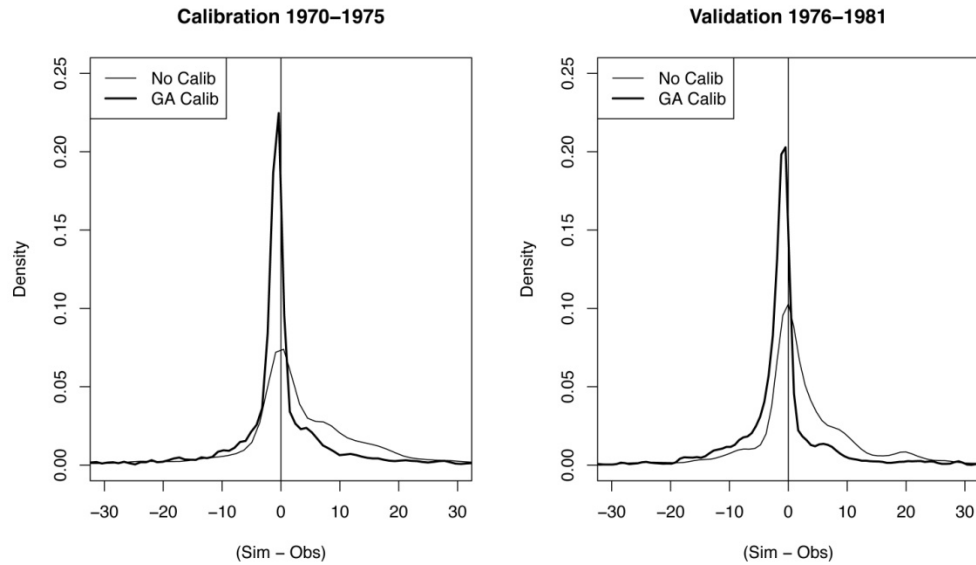 Calibration 1970–1975
No Calib
GA Calib
0.25
0.20
0.15
0.10
0.05
0.00
Density
−30 −20 −10 0 10 20 30
(Sim − Obs)
Validation 1976–1981
No Calib
GA Calib
0.25
0.20
0.15
0.10
0.05
0.00
Density
−30 −20 −10 0 10 20 30
(Sim − Obs)